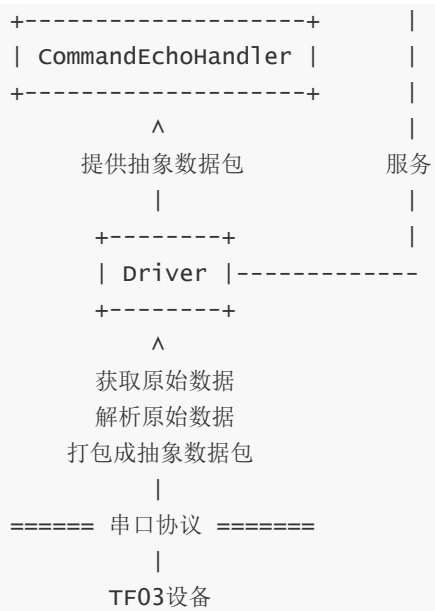 +--------------------+      |
| CommandEchoHandler |      |
+--------------------+      |
          ^                 |
     提供抽象数据包          服务
          |                 |
      +--------+            |
      | Driver |-------------
      +--------+
          ^
      获取原始数据
      解析原始数据
    打包成抽象数据包
          |
====== 串口协议 =======
          |
       TF03设备